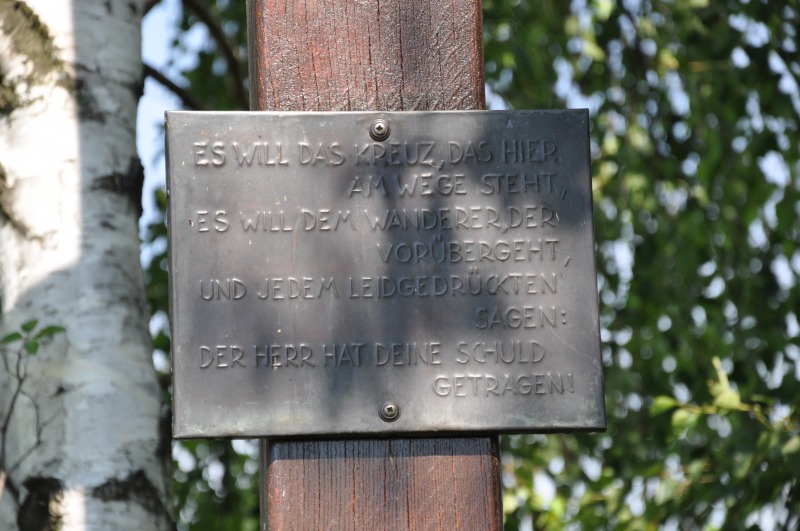 ES WILL DAS KREUZ, DAS HIER
AM WEGE STEHT,
ES WILL DEM WANDERER, DER
VORÜBERGEHT,
UND JEDEM LEIDGEDRÜCKTEN
SAGEN:
DER HERR HAT DEINE SCHULD
GETRAGEN!